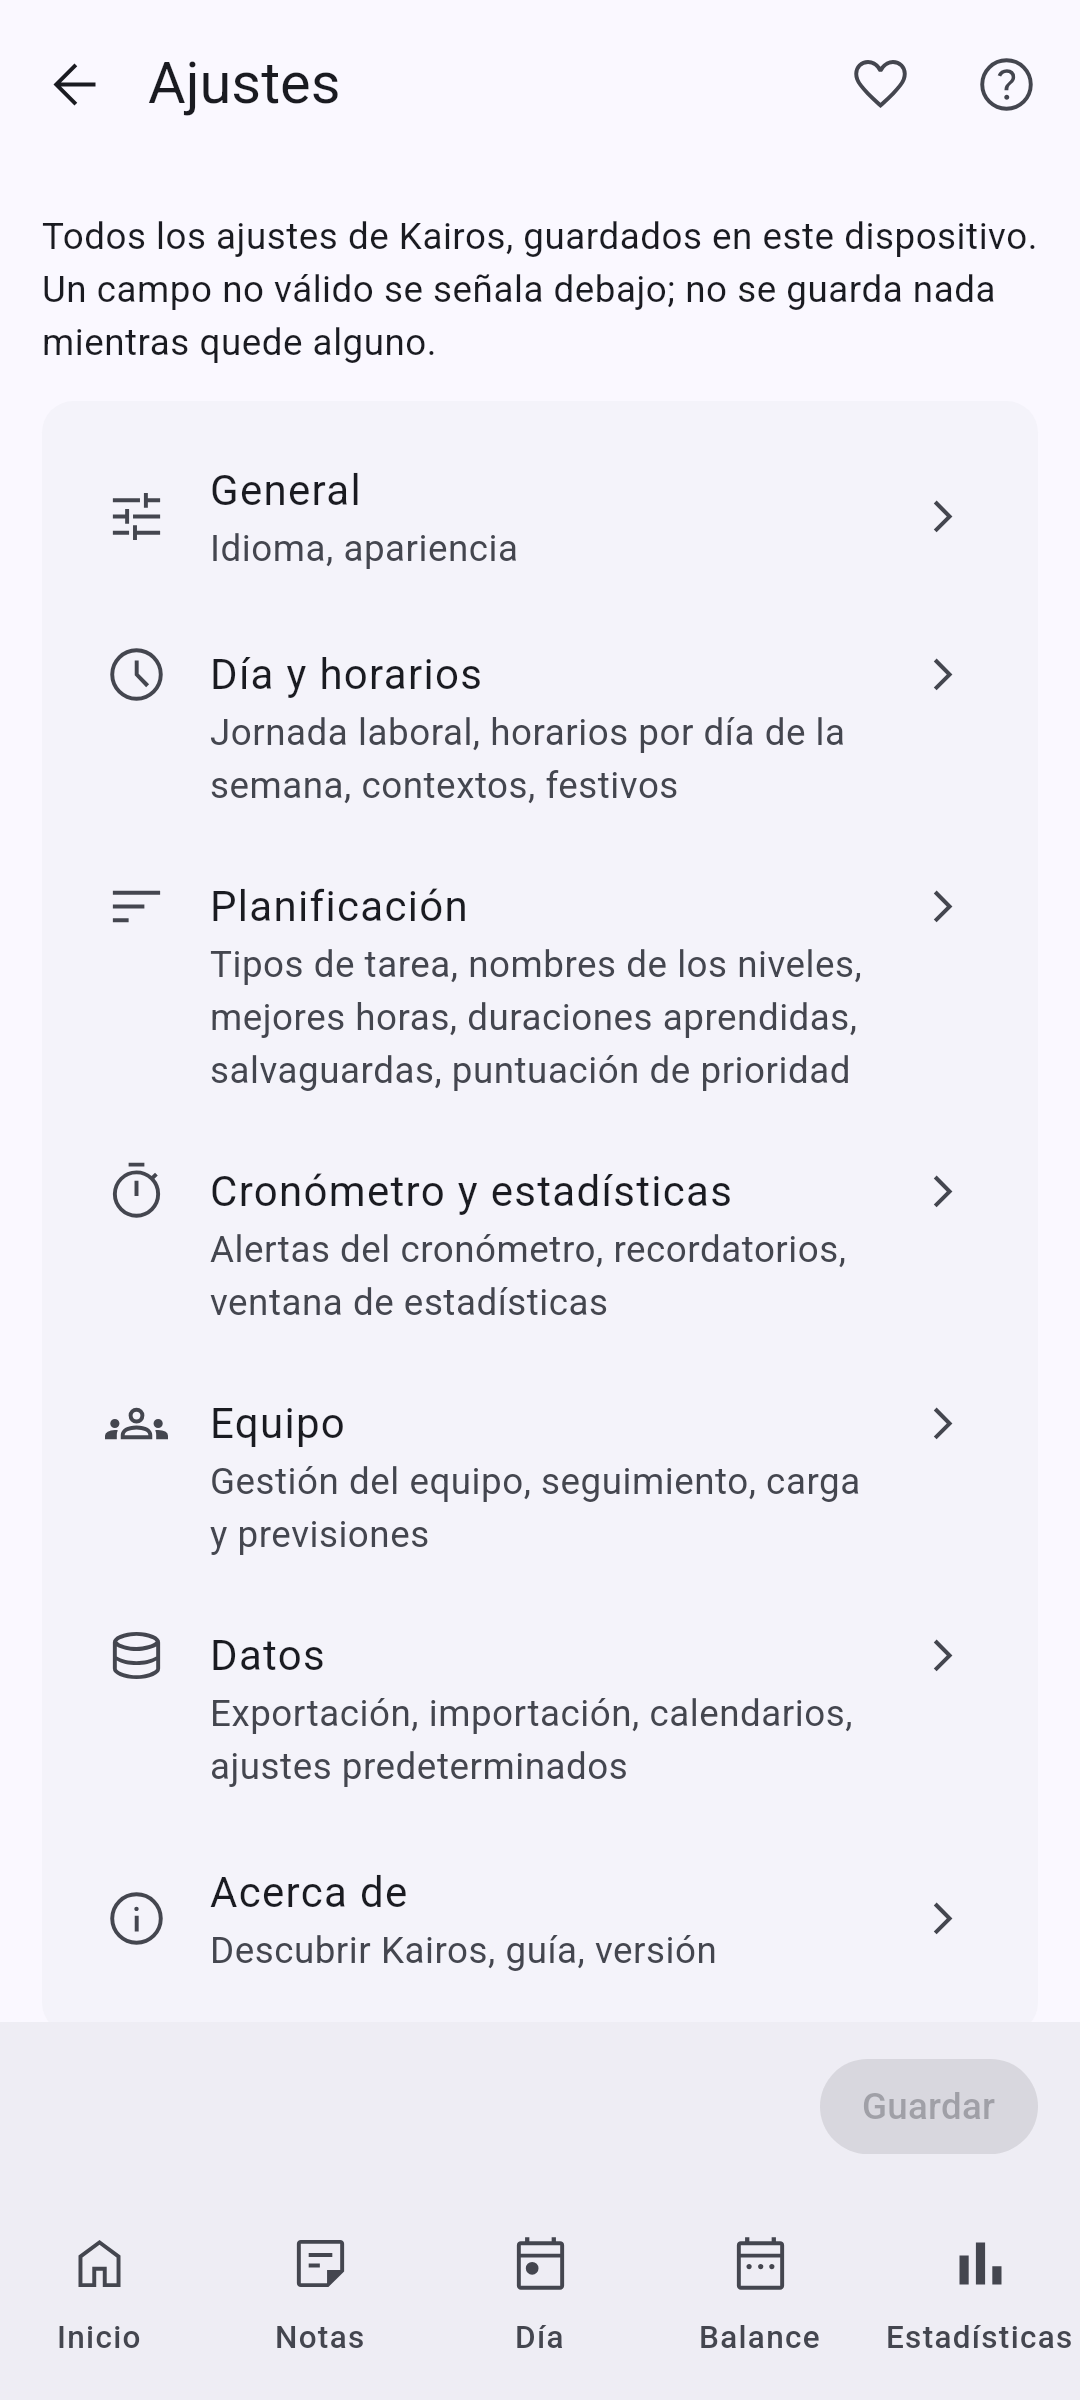 Ajustes
Todos los ajustes de Kairos, guardados en este dispositivo.
Un campo no válido se señala debajo; no se guarda nada
mientras quede alguno.
General
Idioma, apariencia
Día y horarios
Jornada laboral, horarios por día de la
semana, contextos, festivos
Planificación
Tipos de tarea, nombres de los niveles,
mejores horas, duraciones aprendidas,
salvaguardas, puntuación de prioridad
Cronómetro y estadísticas
Alertas del cronómetro, recordatorios,
ventana de estadísticas
Equipo
Gestión del equipo, seguimiento, carga
y previsiones
Datos
Exportación, importación, calendarios,
ajustes predeterminados
Acerca de
Descubrir Kairos, guía, versión
Guardar
Inicio Notas Día Balance Estadísticas